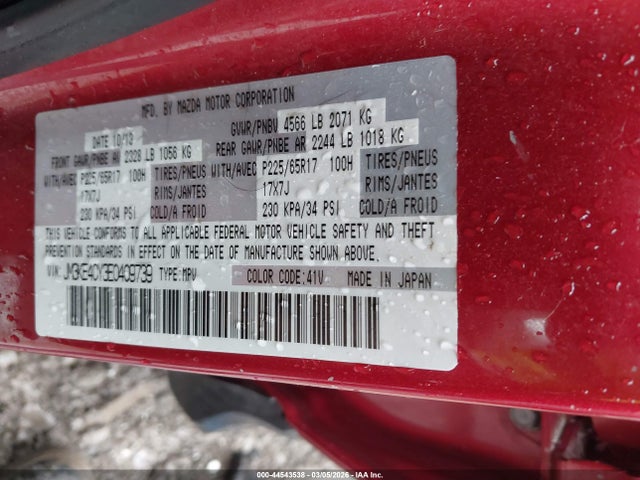 MFD. BY MAZDA MOTOR CORPORATION
10/13 GVWR/PNBV 4566 LB 2071 KG
FRONT GAWR/PNBE AV 2328 LB 1056 KG REAR GAWR/PNBE AR 2244 LB 1018 KG
WITH/AVEC P225/65R17 100H TIRES/PNEUS WITH/AVEC P225/65R17 100H TIRES/PNEUS
17X7J RIMS/JANTES 17X7J RIMS/JANTES
230 KPA/34 PSI COLD/A FROID 230 KPA/34 PSI COLD/A FROID
THIS VEHICLE CONFORMS TO ALL APPLICABLE FEDERAL MOTOR VEHICLE SAFETY AND THEFT
PREVENTION STANDARDS IN EFFECT ON THE DATE OF MANUFACTURE SHOWN ABOVE.
VIN: JM3KE4CY3E0409739 TYPE: MPV COLOR CODE:41V MADE IN JAPAN
000-44543538 - 03/05/2026 - IAA Inc.